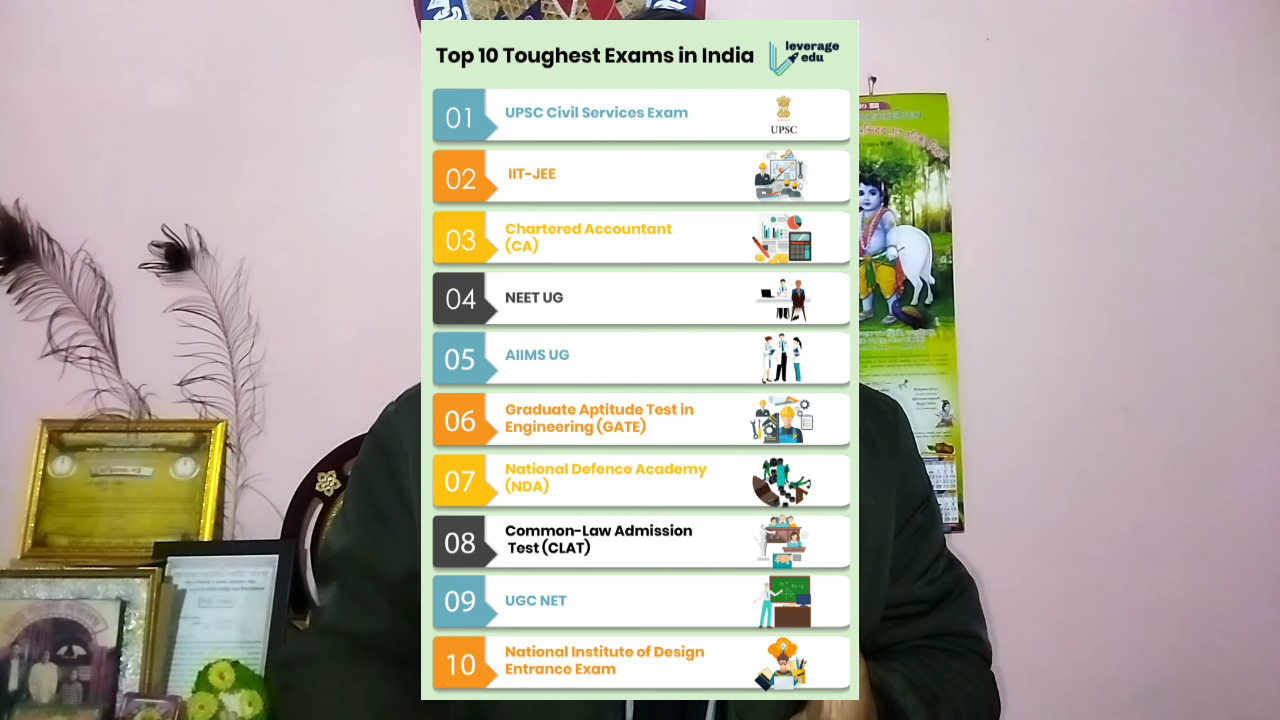 Top 10 Toughest Exams in India
leverage
edu
01
UPSC Civil Services Exam
UPSC
02
IIT-JEE
03
Chartered Accountant
(CA)
04
NEET UG
05
AIIMS UG
06
Graduate Aptitude Test in
Engineering (GATE)
07
National Defence Academy
(NDA)
08
Common-Law Admission
Test (CLAT)
09
UGC NET
10
National Institute of Design
Entrance Exam